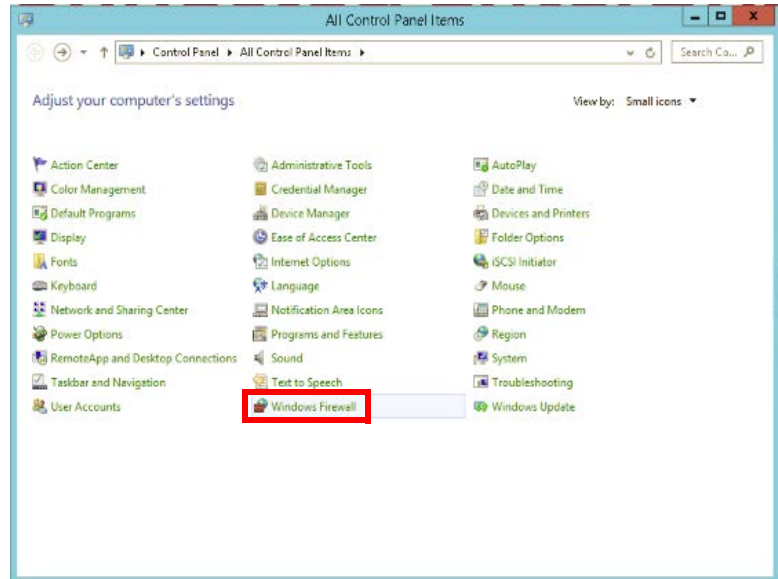 All Control Panel Items
Control Panel All Control Panel Items Search Co...
Adjust your computer's settings View by: Small icons
Action Center Administrative Tools AutoPlay
Color Management Credential Manager Date and Time
Default Programs Device Manager Devices and Printers
Display Ease of Access Center Folder Options
Fonts Internet Options iSCSI Initiator
Keyboard Language Mouse
Network and Sharing Center Notification Area Icons Phone and Modem
Power Options Programs and Features Region
RemoteApp and Desktop Connections Sound System
Taskbar and Navigation Text to Speech Troubleshooting
User Accounts Windows Firewall Windows Update